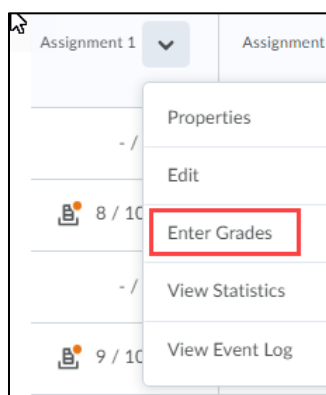 Assignment 1
Assignment
Properties
- /
Edit
8 / 10
Enter Grades
- /
View Statistics
9 / 10
View Event Log